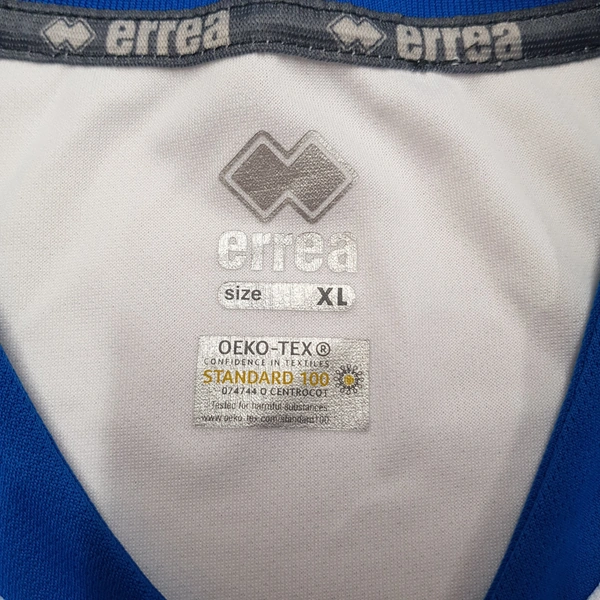 errea errea
errea
size XL
OEKO-TEX®
CONFIDENCE IN TEXTILES
STANDARD 100
074744 O CENTROCOT
Tested for harmful substances
www.oeko-tex.com/standard100